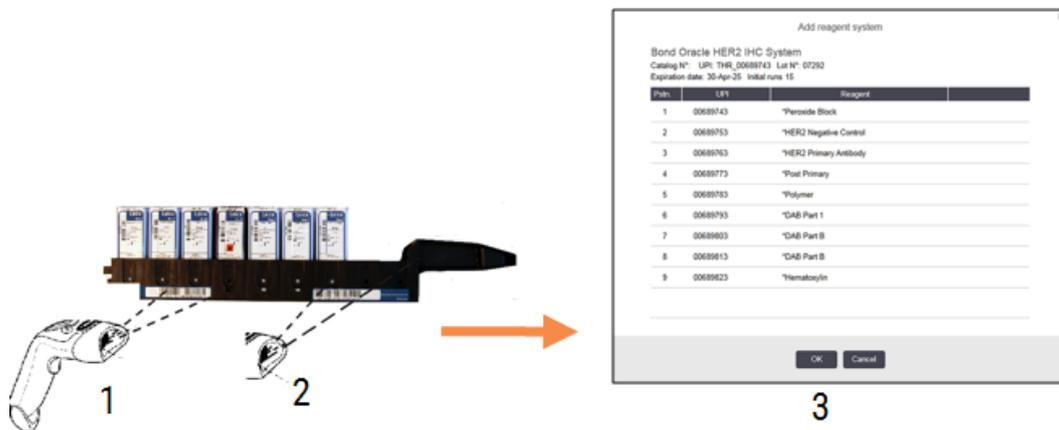 Add reagent system
Bond Oracle HER2 IHC System
Catalog N°: UPI: THR_00689743 Lot N°: 07292
Expiration date: 30-Apr-25 Initial runs 15
Pstn. UPI Reagent
1 00689743 *Peroxide Block
2 00689753 *HER2 Negative Control
3 00689763 *HER2 Primary Antibody
4 00689773 *Post Primary
5 00689783 *Polymer
6 00689793 *DAB Part 1
7 00689803 *DAB Part B
8 00689813 *DAB Part B
9 00689823 *Hematoxylin
OK Cancel
1
2
3